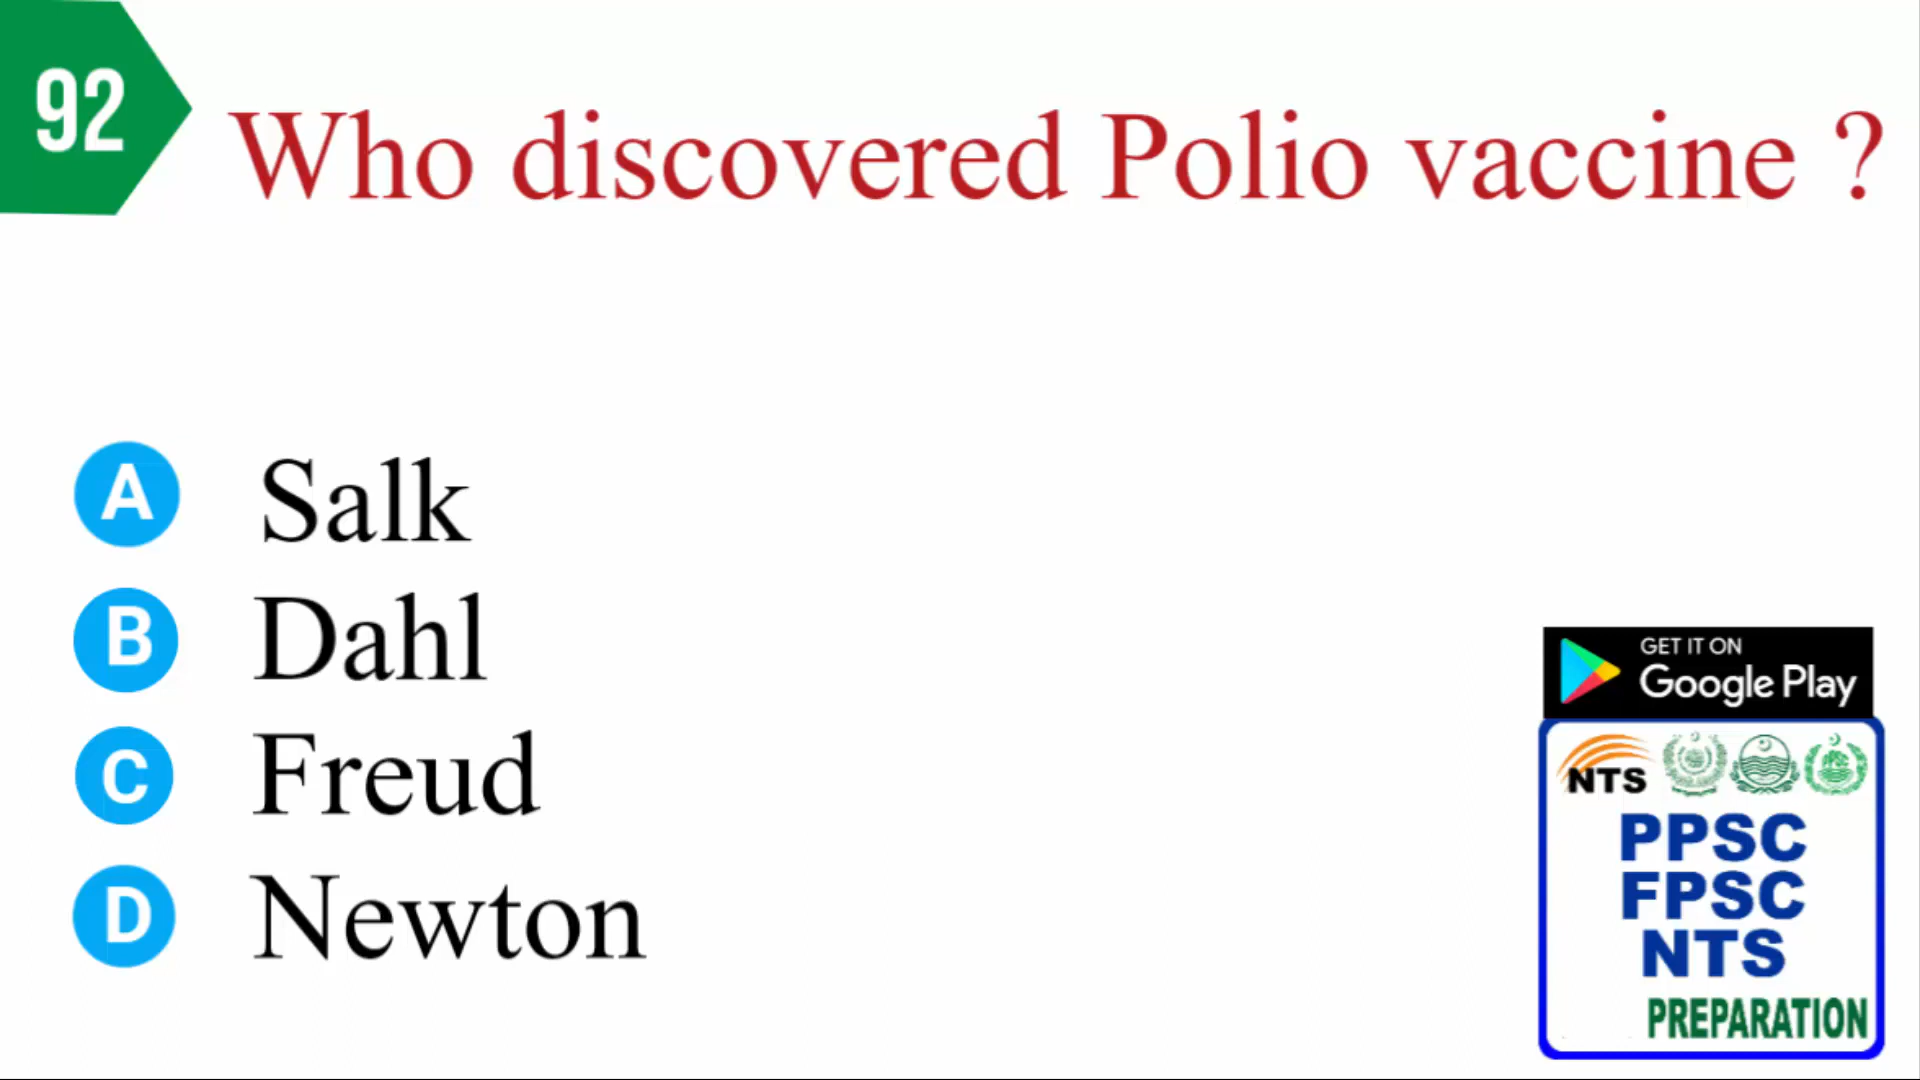 92
Who discovered Polio vaccine ?
A Salk
B Dahl
C Freud
D Newton
GET IT ON
Google Play
NTS
PPSC
FPSC
NTS
PREPARATION